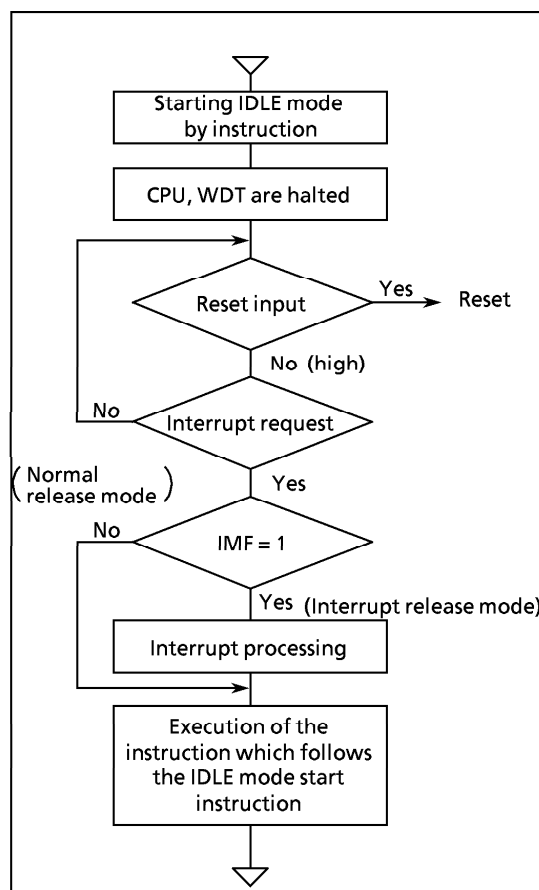 Starting IDLE mode
by instruction
CPU, WDT are halted
Reset input
Yes
Reset
No (high)
No
Interrupt request
(Normal
release mode)
Yes
No
IMF = 1
Yes (Interrupt release mode)
Interrupt processing
Execution of the
instruction which follows
the IDLE mode start
instruction